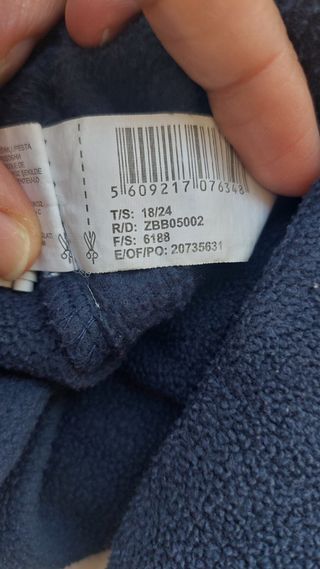 5 609217 076348
T/S: 18/24
R/D: ZBB05002
F/S: 6188
E/OF/PO: 20735631